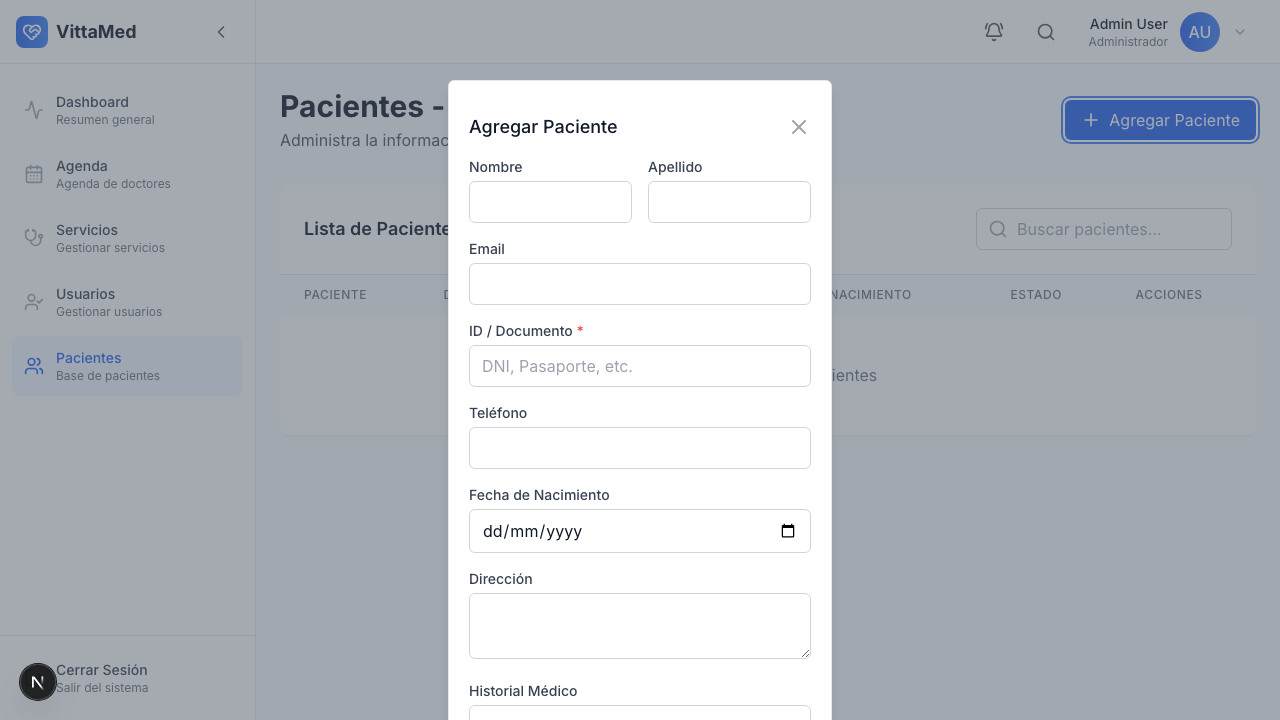 VittaMed
Admin User
Administrador
AU
Dashboard
Resumen general
Agenda
Agenda de doctores
Servicios
Gestionar servicios
Usuarios
Gestionar usuarios
Pacientes
Base de pacientes
Cerrar Sesión
Salir del sistema
N
Pacientes -
Administra la informac
Agregar Paciente
Lista de Paciente
Buscar pacientes...
PACIENTE
NACIMIENTO
ESTADO
ACCIONES
ientes
Agregar Paciente
Nombre
Apellido
Email
ID / Documento *
DNI, Pasaporte, etc.
Teléfono
Fecha de Nacimiento
dd/mm/yyyy
Dirección
Historial Médico